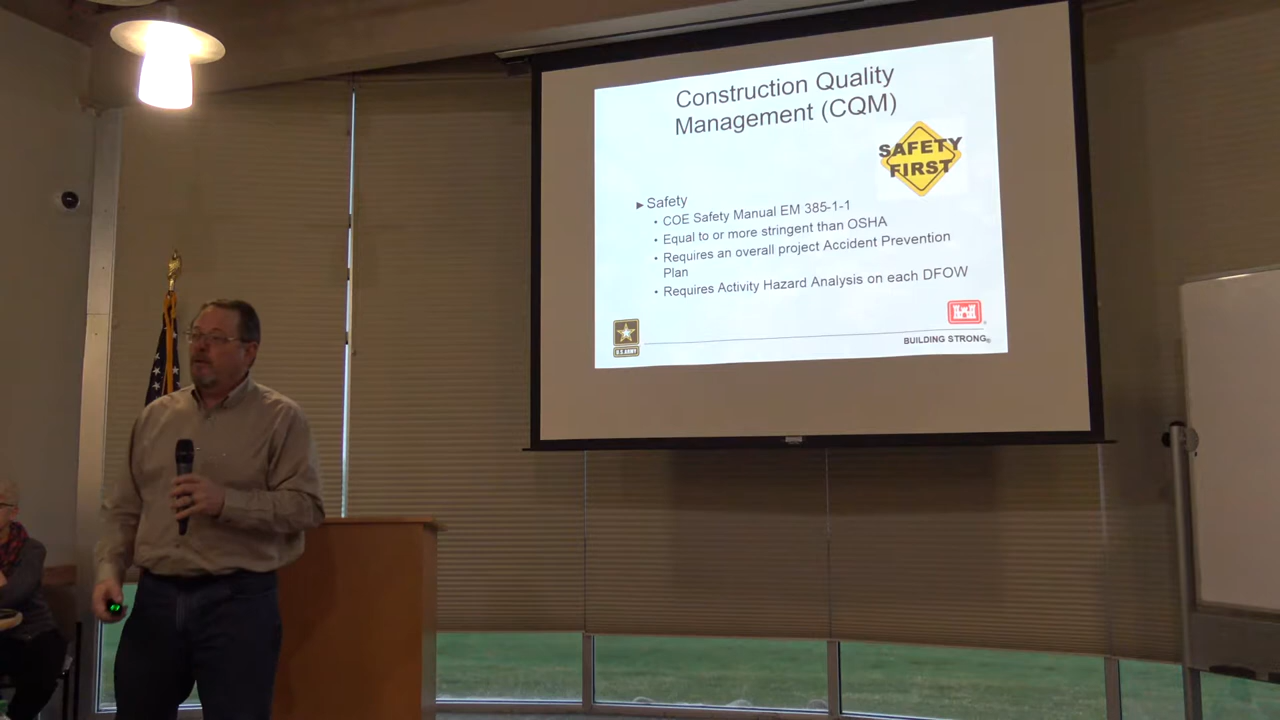 Construction Quality
Management (CQM)
SAFETY
FIRST
Safety
COE Safety Manual EM 385-1-1
Equal to or more stringent than OSHA
Requires an overall project Accident Prevention
Plan
Requires Activity Hazard Analysis on each DFOW
U.S. ARMY
BUILDING STRONG®